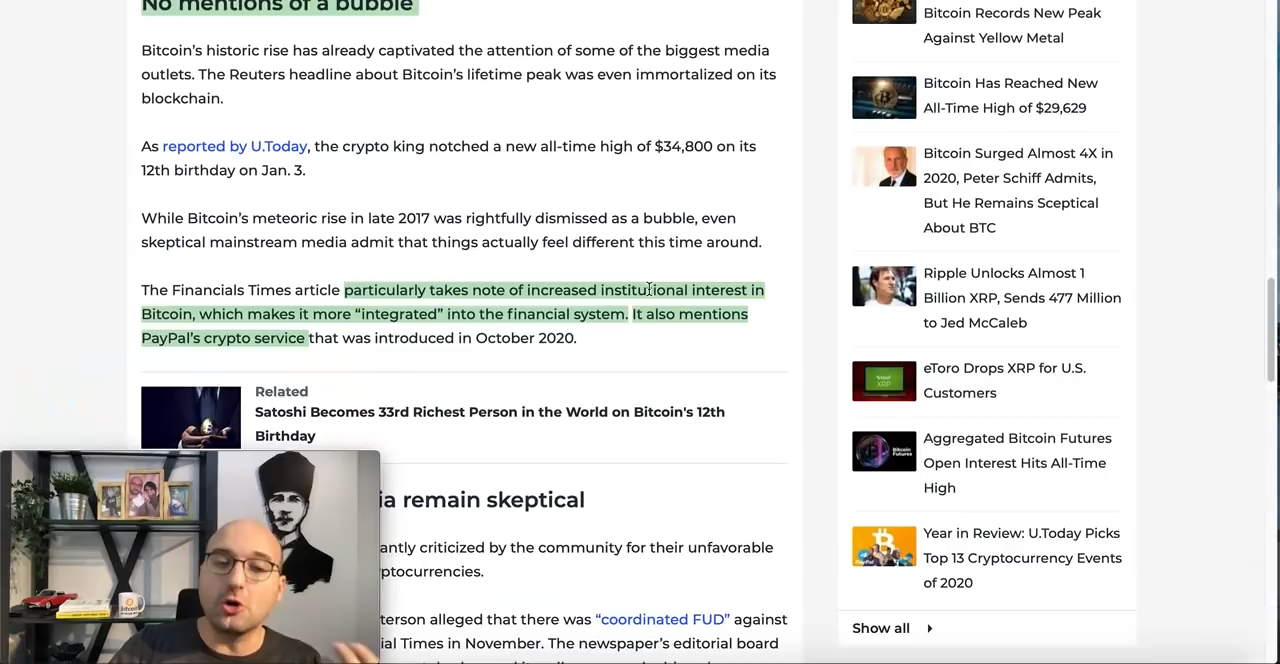 No mentions of a bubble
Bitcoin’s historic rise has already captivated the attention of some of the biggest media
outlets. The Reuters headline about Bitcoin’s lifetime peak was even immortalized on its
blockchain.
As reported by U.Today, the crypto king notched a new all-time high of $34,800 on its
12th birthday on Jan. 3.
While Bitcoin’s meteoric rise in late 2017 was rightfully dismissed as a bubble, even
skeptical mainstream media admit that things actually feel different this time around.
The Financials Times article particularly takes note of increased institutional interest in
Bitcoin, which makes it more “integrated” into the financial system. It also mentions
PayPal’s crypto service that was introduced in October 2020.
Related
Satoshi Becomes 33rd Richest Person in the World on Bitcoin's 12th
Birthday
ia remain skeptical
antly criticized by the community for their unfavorable
ptocurrencies.
terson alleged that there was “coordinated FUD” against
ial Times in November. The newspaper’s editorial board
Bitcoin Records New Peak
Against Yellow Metal
Bitcoin Has Reached New
All-Time High of $29,629
Bitcoin Surged Almost 4X in
2020, Peter Schiff Admits,
But He Remains Sceptical
About BTC
Ripple Unlocks Almost 1
Billion XRP, Sends 477 Million
to Jed McCaleb
eToro Drops XRP for U.S.
Customers
Aggregated Bitcoin Futures
Open Interest Hits All-Time
High
Year in Review: U.Today Picks
Top 13 Cryptocurrency Events
of 2020
Show all
bitcoin
Bitcoin
Futures
PayPal